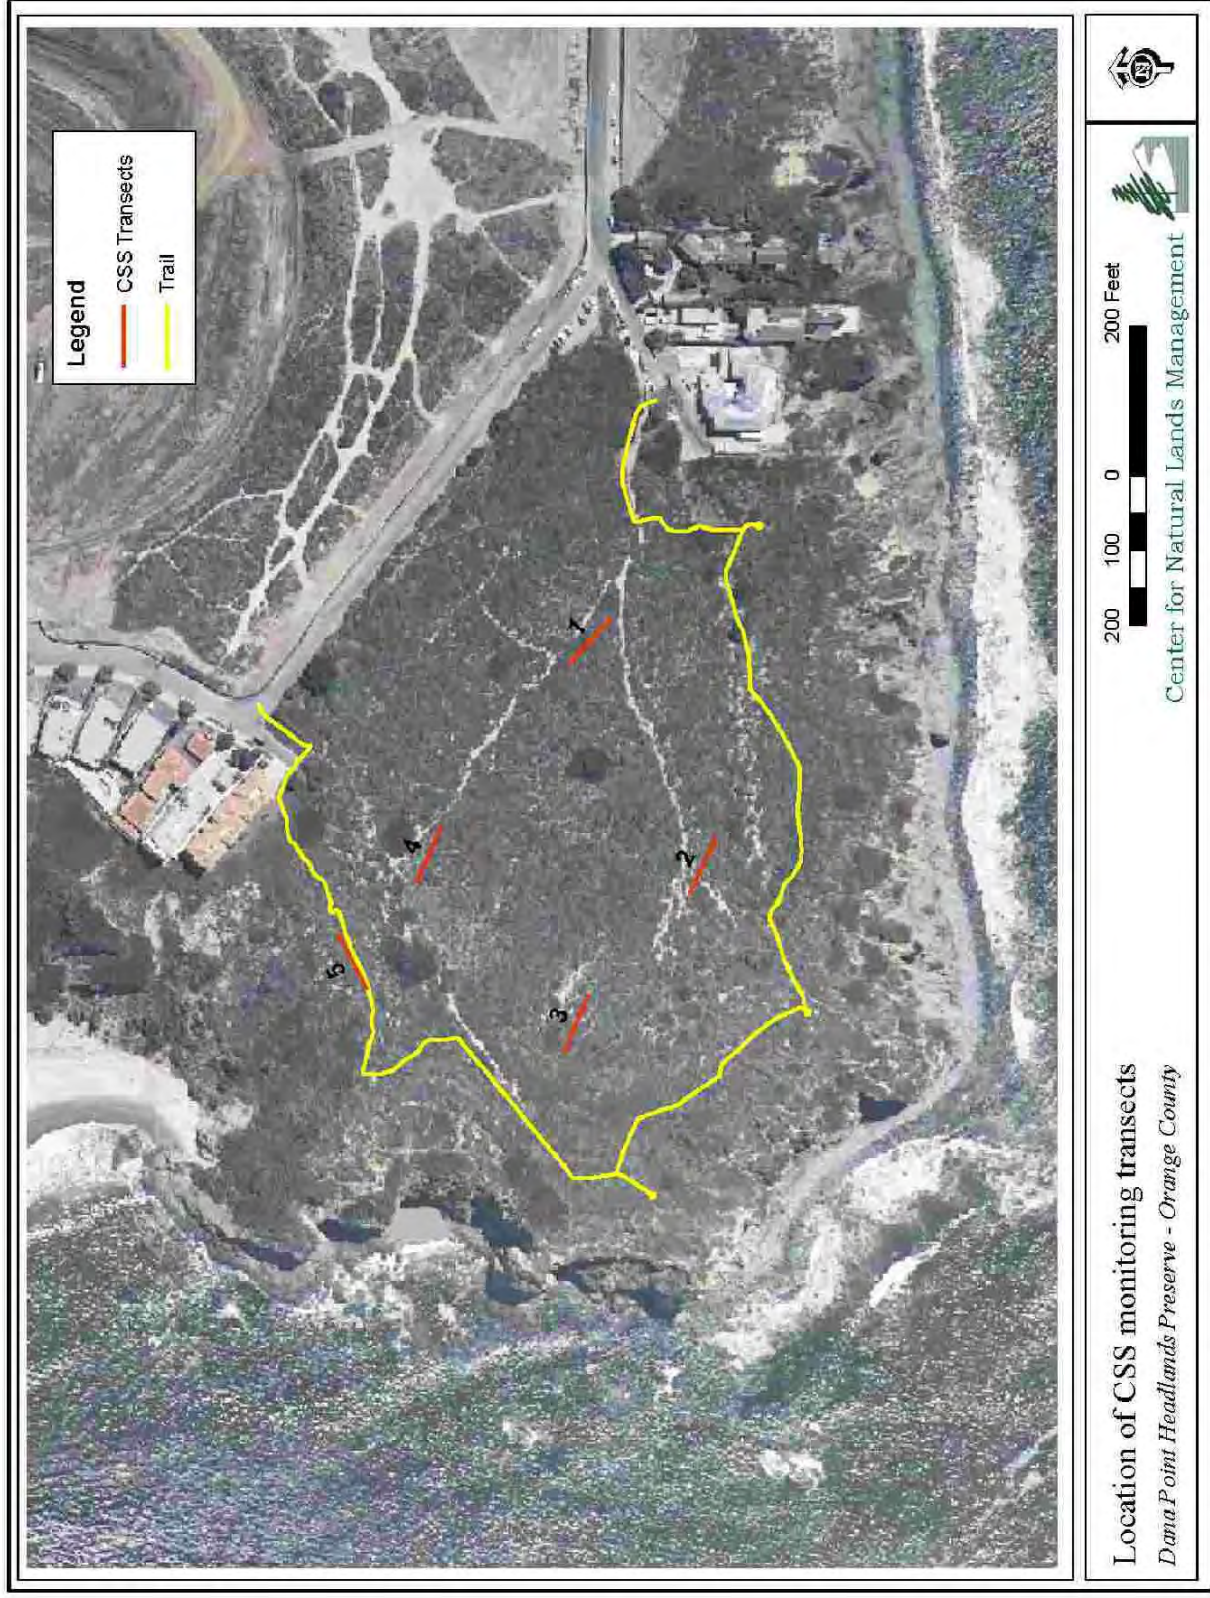 Legend
CSS Transects
Trail
1
2
3
4
5
Location of CSS monitoring transects
Dana Point Headlands Preserve - Orange County
200 100 0 200 Feet
Center for Natural Lands Management
N